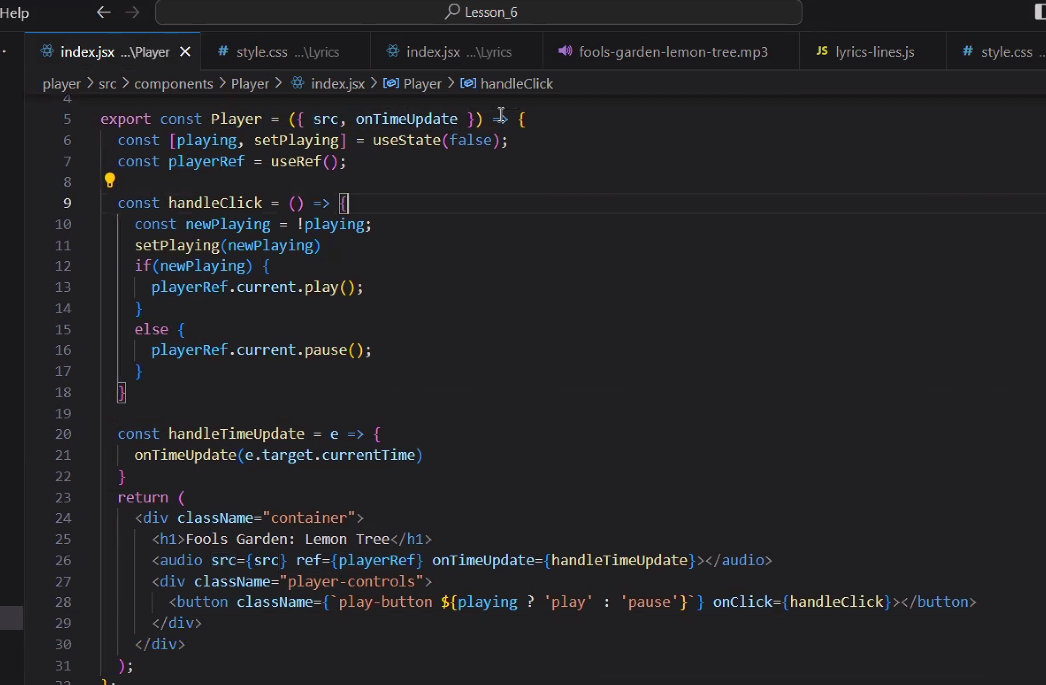 Help
Lesson_6
index.jsx ...\Player
style.css ...\Lyrics
index.jsx ...\Lyrics
fools-garden-lemon-tree.mp3
JS lyrics-lines.js
# style.css
player > src > components > Player > index.jsx > Player > handleClick
4
5 export const Player = ({ src, onTimeUpdate }) => {
6 const [playing, setPlaying] = useState(false);
7 const playerRef = useRef();
8
9 const handleClick = () => {
10 const newPlaying = !playing;
11 setPlaying(newPlaying)
12 if(newPlaying) {
13 playerRef.current.play();
14 }
15 else {
16 playerRef.current.pause();
17 }
18 }
19
20 const handleTimeUpdate = e => {
21 onTimeUpdate(e.target.currentTime)
22 }
23 return (
24 <div className="container">
25 <h1>Fools Garden: Lemon Tree</h1>
26 <audio src={src} ref={playerRef} onTimeUpdate={handleTimeUpdate}></audio>
27 <div className="player-controls">
28 <button className={`play-button ${playing ? 'play' : 'pause'}`} onClick={handleClick}></button>
29 </div>
30 </div>
31 );
32 };